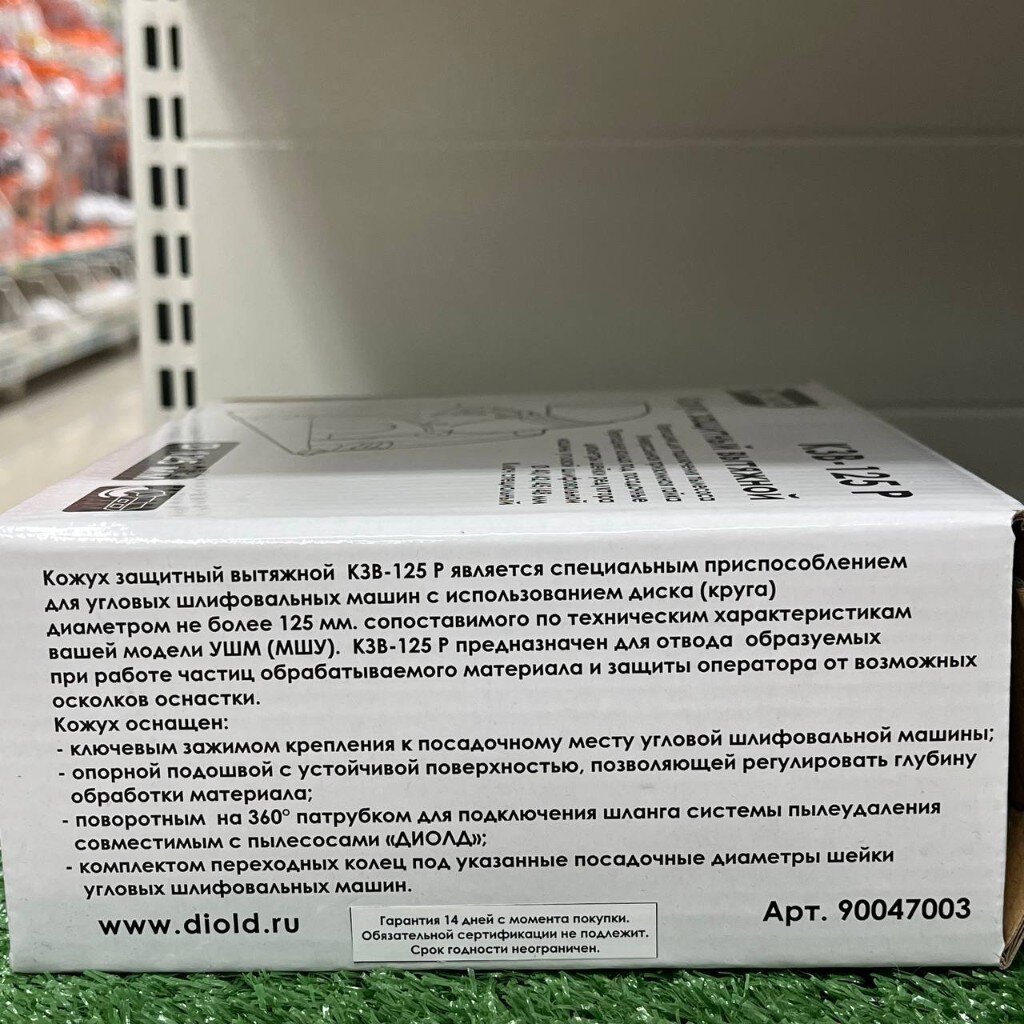 КЗВ-125 Р
Кожух защитный вытяжной КЗВ-125 Р является специальным приспособлением
для угловых шлифовальных машин с использованием диска (круга)
диаметром не более 125 мм. сопоставимого по техническим характеристикам
вашей модели УШМ (МШУ). КЗВ-125 Р предназначен для отвода образуемых
при работе частиц обрабатываемого материала и защиты оператора от возможных
осколков оснастки.
Кожух оснащен:
- ключевым зажимом крепления к посадочному месту угловой шлифовальной машины;
- опорной подошвой с устойчивой поверхностью, позволяющей регулировать глубину
обработки материала;
- поворотным на 360° патрубком для подключения шланга системы пылеудаления
совместимым с пылесосами «ДИОЛД»;
- комплектом переходных колец под указанные посадочные диаметры шейки
угловых шлифовальных машин.
www.diold.ru
Гарантия 14 дней с момента покупки.
Обязательной сертификации не подлежит.
Срок годности неограничен.
Арт. 90047003